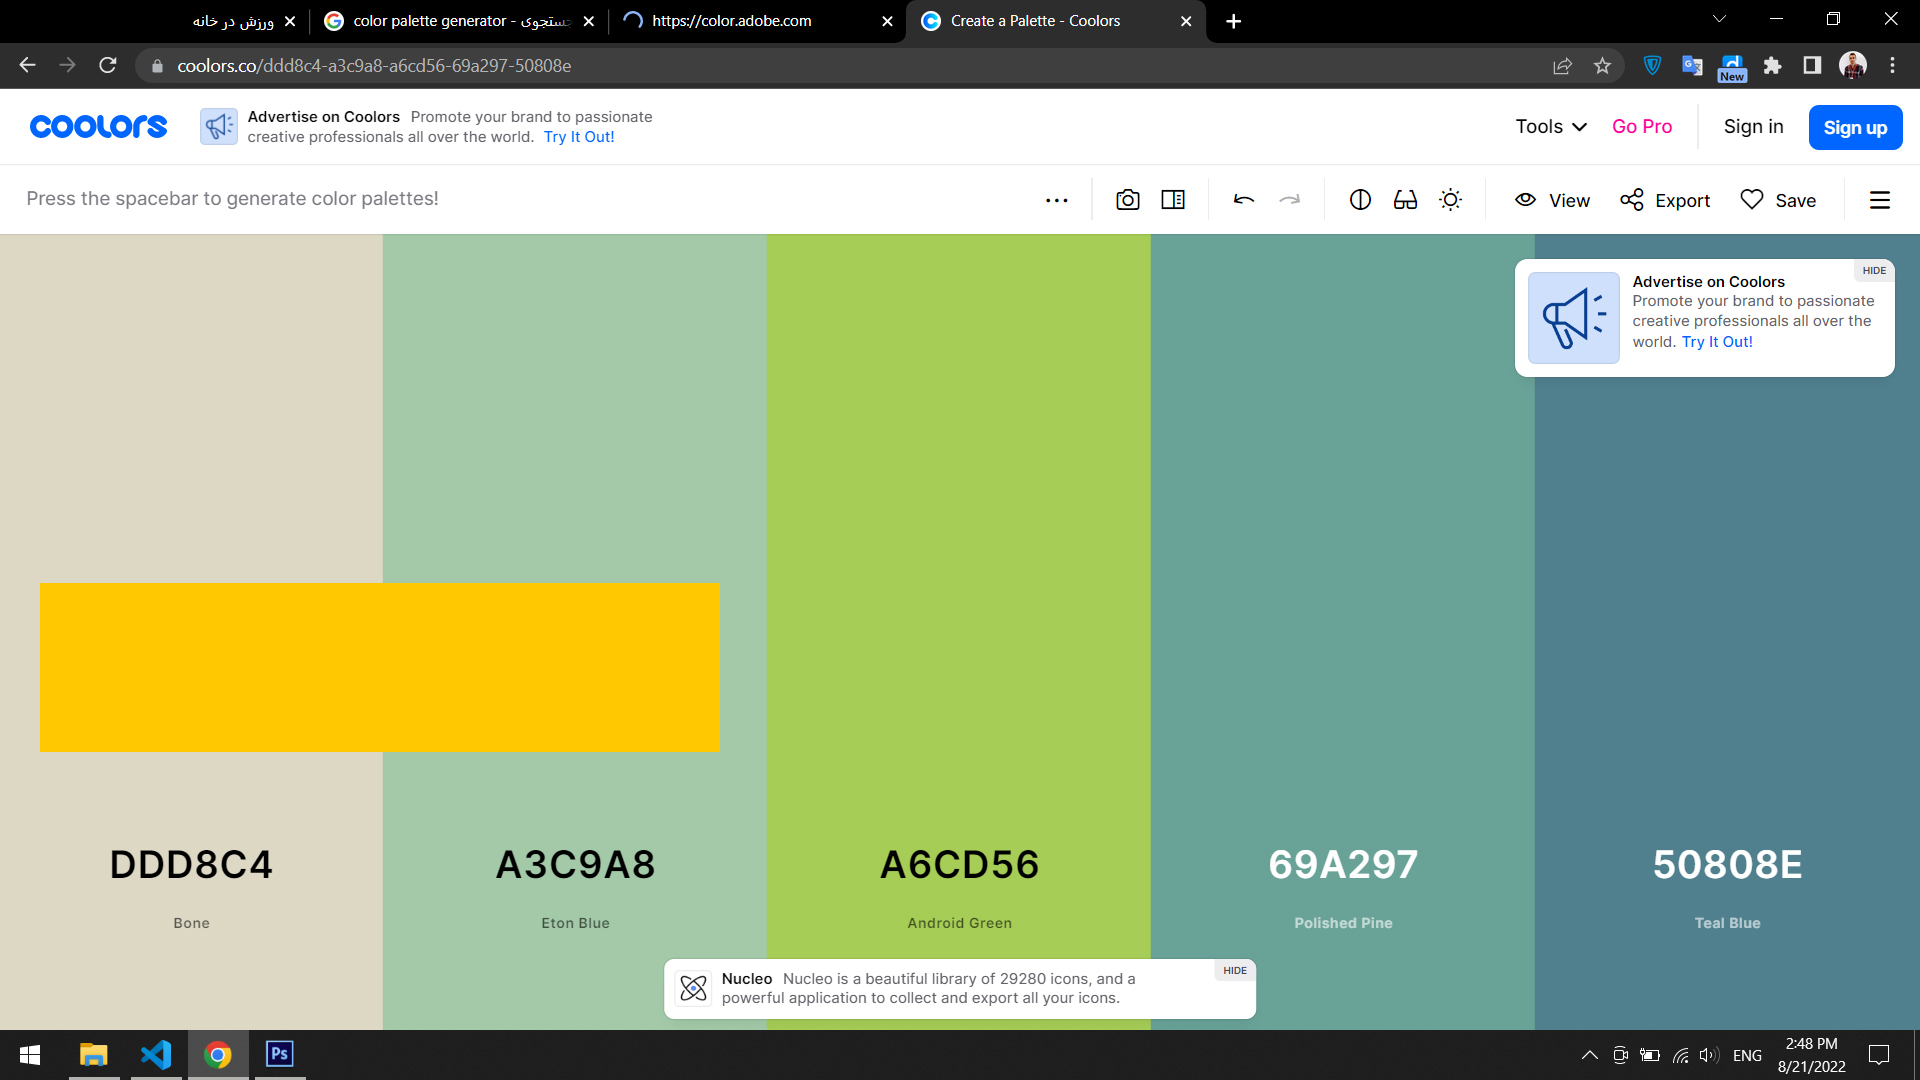 ورزش در خانه
color palette generator - جستجوی
https://color.adobe.com
Create a Palette - Coolors
coolors.co/ddd8c4-a3c9a8-a6cd56-69a297-50808e
New
coolors
Advertise on Coolors Promote your brand to passionate
creative professionals all over the world. Try It Out!
Tools
Go Pro
Sign in
Sign up
Press the spacebar to generate color palettes!
View
Export
Save
HIDE
Advertise on Coolors
Promote your brand to passionate
creative professionals all over the
world. Try It Out!
DDD8C4
Bone
A3C9A8
Eton Blue
A6CD56
Android Green
69A297
Polished Pine
50808E
Teal Blue
HIDE
Nucleo Nucleo is a beautiful library of 29280 icons, and a
powerful application to collect and export all your icons.
Ps
ENG
2:48 PM
8/21/2022